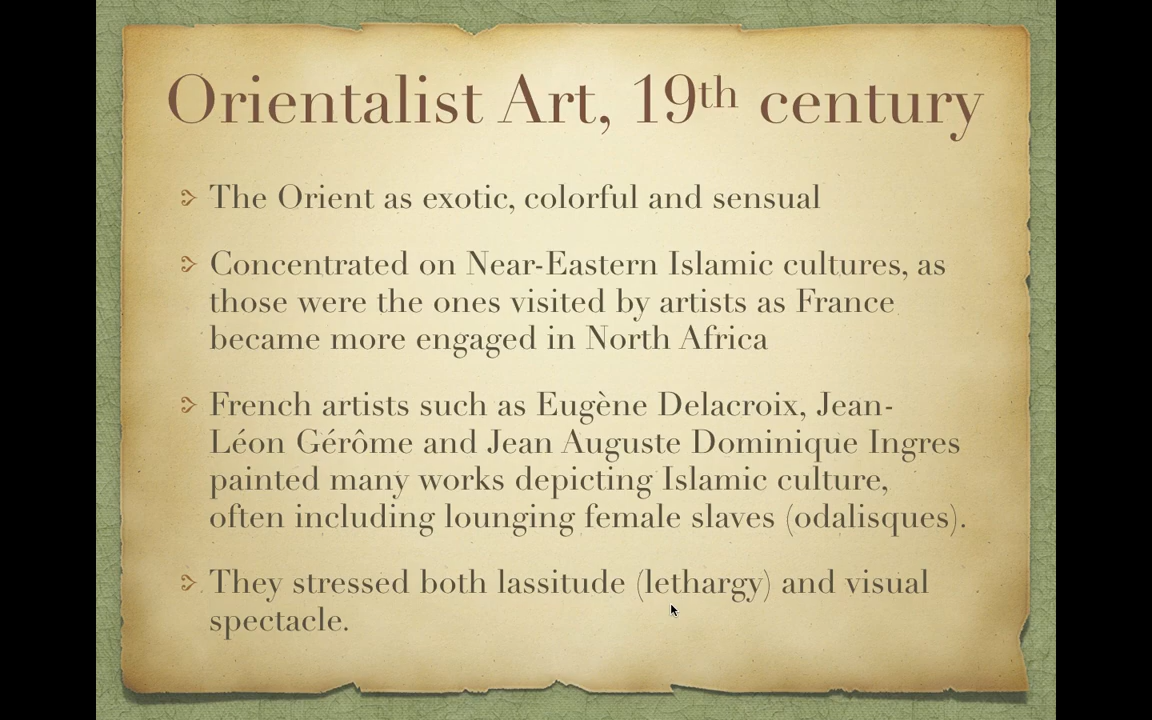 Orientalist Art, 19th century
The Orient as exotic, colorful and sensual
Concentrated on Near-Eastern Islamic cultures, as
those were the ones visited by artists as France
became more engaged in North Africa
French artists such as Eugène Delacroix, Jean-
Léon Gérôme and Jean Auguste Dominique Ingres
painted many works depicting Islamic culture,
often including lounging female slaves (odalisques).
They stressed both lassitude (lethargy) and visual
spectacle.